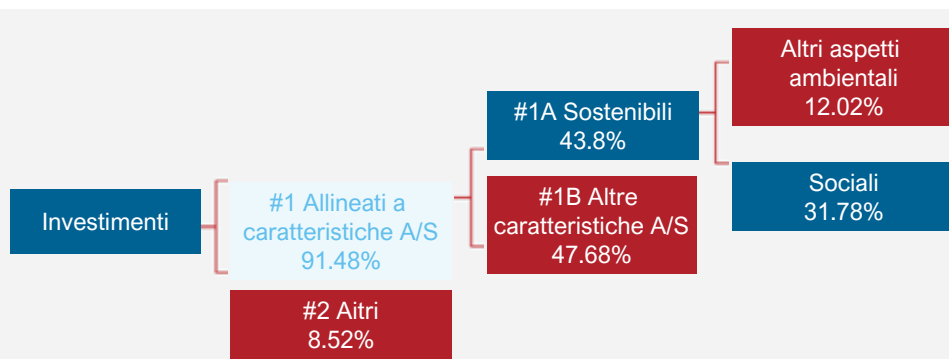 Investimenti
#1 Allineati a
caratteristiche A/S
91.48%
#2 Aitri
8.52%
#1A Sostenibili
43.8%
#1B Altre
caratteristiche A/S
47.68%
Altri aspetti
ambientali
12.02%
Sociali
31.78%